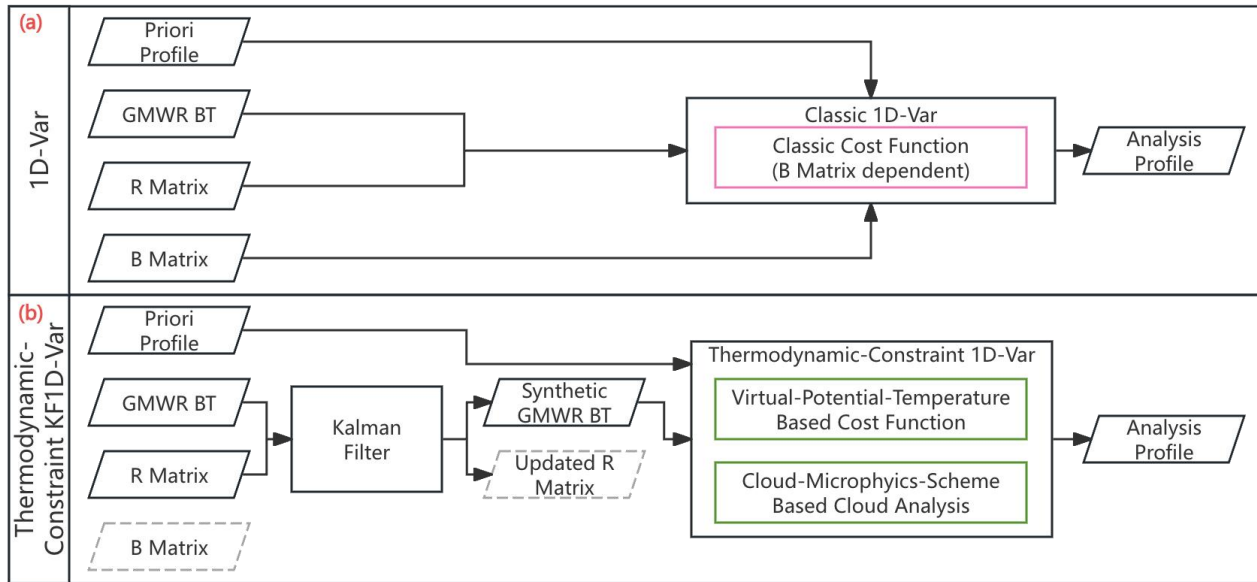 (a)
1D-Var
Priori
Profile
GMWR BT
R Matrix
B Matrix
Classic 1D-Var
Classic Cost Function
(B Matrix dependent)
Analysis
Profile
(b)
Thermodynamic-
Constraint KF1D-Var
Priori
Profile
GMWR BT
R Matrix
B Matrix
Kalman
Filter
Synthetic
GMWR BT
Updated R
Matrix
Thermodynamic-Constraint 1D-Var
Virtual-Potential-Temperature
Based Cost Function
Cloud-Microphyics-Scheme
Based Cloud Analysis
Analysis
Profile